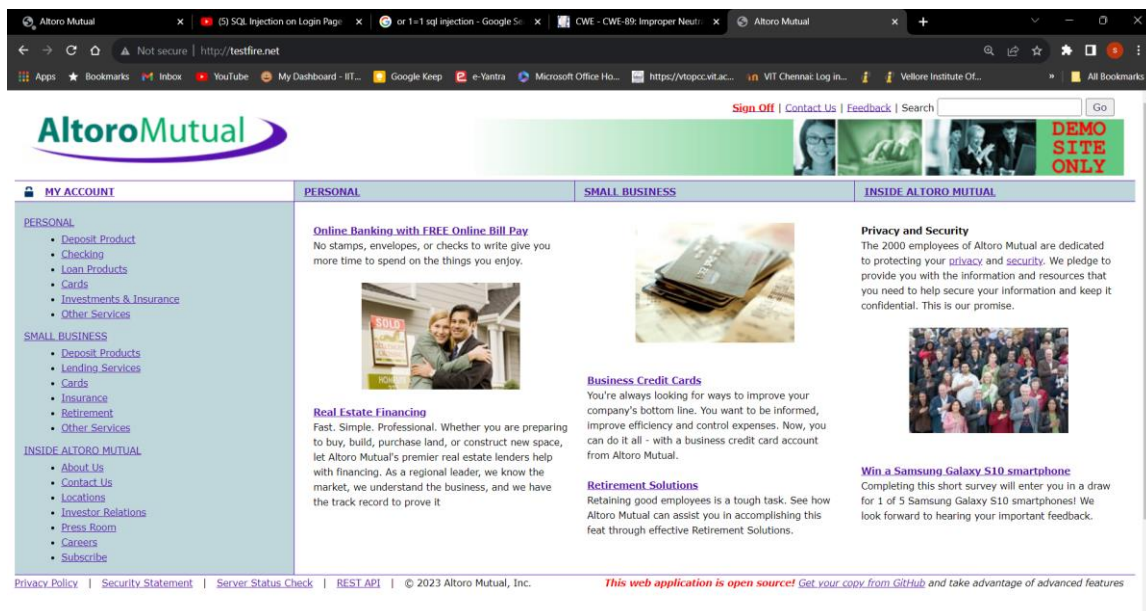 Altoro Mutual
(5) SQL Injection on Login Page
or 1=1 sql injection - Google Se
CWE - CWE-89: Improper Neutr
Altoro Mutual
Not secure | http://testfire.net
Apps Bookmarks Inbox YouTube My Dashboard - IIT... Google Keep e-Yantra Microsoft Office Ho... https://vtopcc.vit.ac... VIT Chennai: Log in... Vellore Institute Of... » All Bookmarks
Sign Off | Contact Us | Feedback | Search Go
AltoroMutual
DEMO
SITE
ONLY
MY ACCOUNT
PERSONAL
SMALL BUSINESS
INSIDE ALTORO MUTUAL
PERSONAL
• Deposit Product
• Checking
• Loan Products
• Cards
• Investments & Insurance
• Other Services
SMALL BUSINESS
• Deposit Products
• Lending Services
• Cards
• Insurance
• Retirement
• Other Services
INSIDE ALTORO MUTUAL
• About Us
• Contact Us
• Locations
• Investor Relations
• Press Room
• Careers
• Subscribe
Online Banking with FREE Online Bill Pay
No stamps, envelopes, or checks to write give you
more time to spend on the things you enjoy.
SOLD
Real Estate Financing
Fast. Simple. Professional. Whether you are preparing
to buy, build, purchase land, or construct new space,
let Altoro Mutual's premier real estate lenders help
with financing. As a regional leader, we know the
market, we understand the business, and we have
the track record to prove it
Business Credit Cards
You're always looking for ways to improve your
company's bottom line. You want to be informed,
improve efficiency and control expenses. Now, you
can do it all - with a business credit card account
from Altoro Mutual.
Retirement Solutions
Retaining good employees is a tough task. See how
Altoro Mutual can assist you in accomplishing this
feat through effective Retirement Solutions.
Privacy and Security
The 2000 employees of Altoro Mutual are dedicated
to protecting your privacy and security. We pledge to
provide you with the information and resources that
you need to help secure your information and keep it
confidential. This is our promise.
Win a Samsung Galaxy S10 smartphone
Completing this short survey will enter you in a draw
for 1 of 5 Samsung Galaxy S10 smartphones! We
look forward to hearing your important feedback.
Privacy Policy | Security Statement | Server Status Check | REST API | © 2023 Altoro Mutual, Inc.
This web application is open source! Get your copy from GitHub and take advantage of advanced features